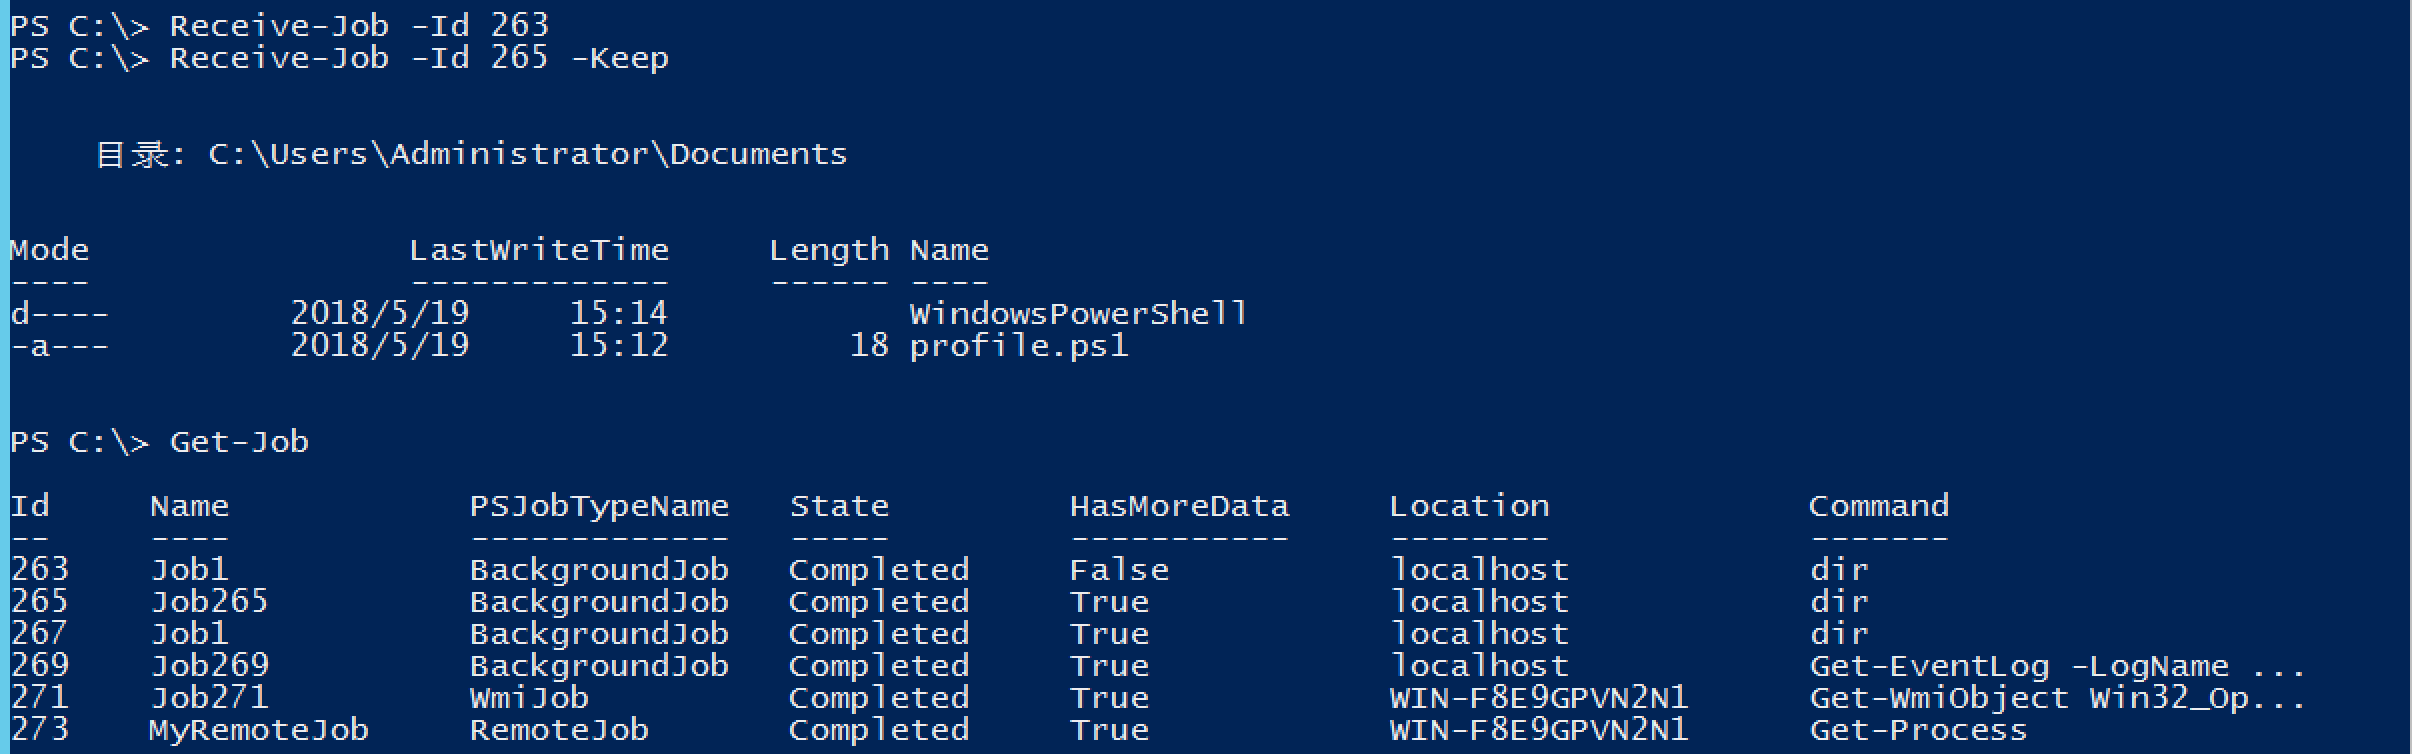 PS C:\> Receive-Job -Id 263
PS C:\> Receive-Job -Id 265 -Keep
目录: C:\Users\Administrator\Documents
Mode                LastWriteTime     Length Name
----                -------------     ------ ----
d----         2018/5/19     15:14            WindowsPowerShell
-a---         2018/5/19     15:12         18 profile.ps1
PS C:\> Get-Job
Id     Name            PSJobTypeName   State         HasMoreData     Location             Command
--     ----            -------------   -----         -----------     --------             -------
263    Job1            BackgroundJob   Completed     False           localhost            dir
265    Job265          BackgroundJob   Completed     True            localhost            dir
267    Job1            BackgroundJob   Completed     True            localhost            dir
269    Job269          BackgroundJob   Completed     True            localhost            Get-EventLog -LogName ...
271    Job271          WmiJob          Completed     True            WIN-F8E9GPVN2N1      Get-WmiObject Win32_Op...
273    MyRemoteJob     RemoteJob       Completed     True            WIN-F8E9GPVN2N1      Get-Process